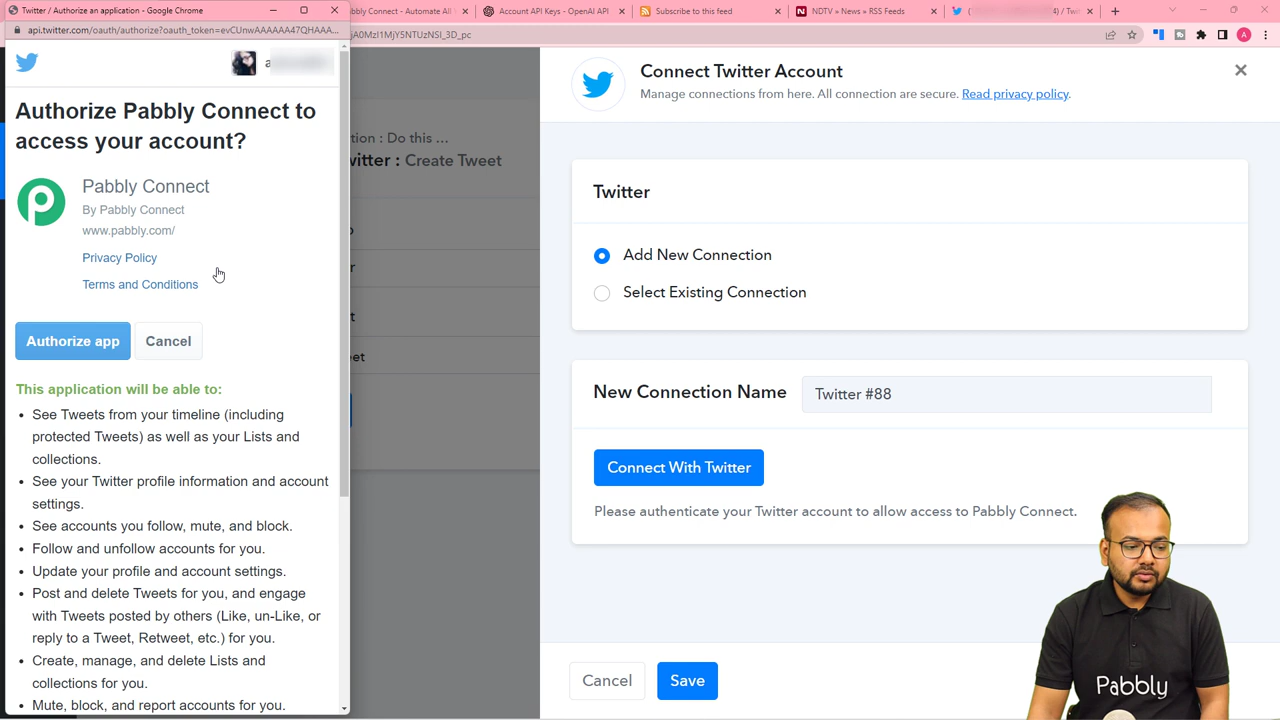 Twitter / Authorize an application - Google Chrome
api.twitter.com/oauth/authorize?oauth_token=evCUnwAAAAAA47QHAAA...
Authorize Pabbly Connect to
access your account?
Pabbly Connect
By Pabbly Connect
www.pabbly.com/
Privacy Policy
Terms and Conditions
Authorize app
Cancel
This application will be able to:
See Tweets from your timeline (including
protected Tweets) as well as your Lists and
collections.
See your Twitter profile information and account
settings.
See accounts you follow, mute, and block.
Follow and unfollow accounts for you.
Update your profile and account settings.
Post and delete Tweets for you, and engage
with Tweets posted by others (Like, un-Like, or
reply to a Tweet, Retweet, etc.) for you.
Create, manage, and delete Lists and
collections for you.
Mute, block, and report accounts for you.
Connect - Automate All
Account API Keys - OpenAI API
Subscribe to this feed
NDTV » News » RSS Feeds
A
tion : Do this ...
witter : Create Tweet
Connect Twitter Account
Manage connections from here. All connection are secure. Read privacy policy.
Twitter
Add New Connection
Select Existing Connection
New Connection Name
Twitter #88
Connect With Twitter
Please authenticate your Twitter account to allow access to Pabbly Connect.
Cancel
Save
Pabbly